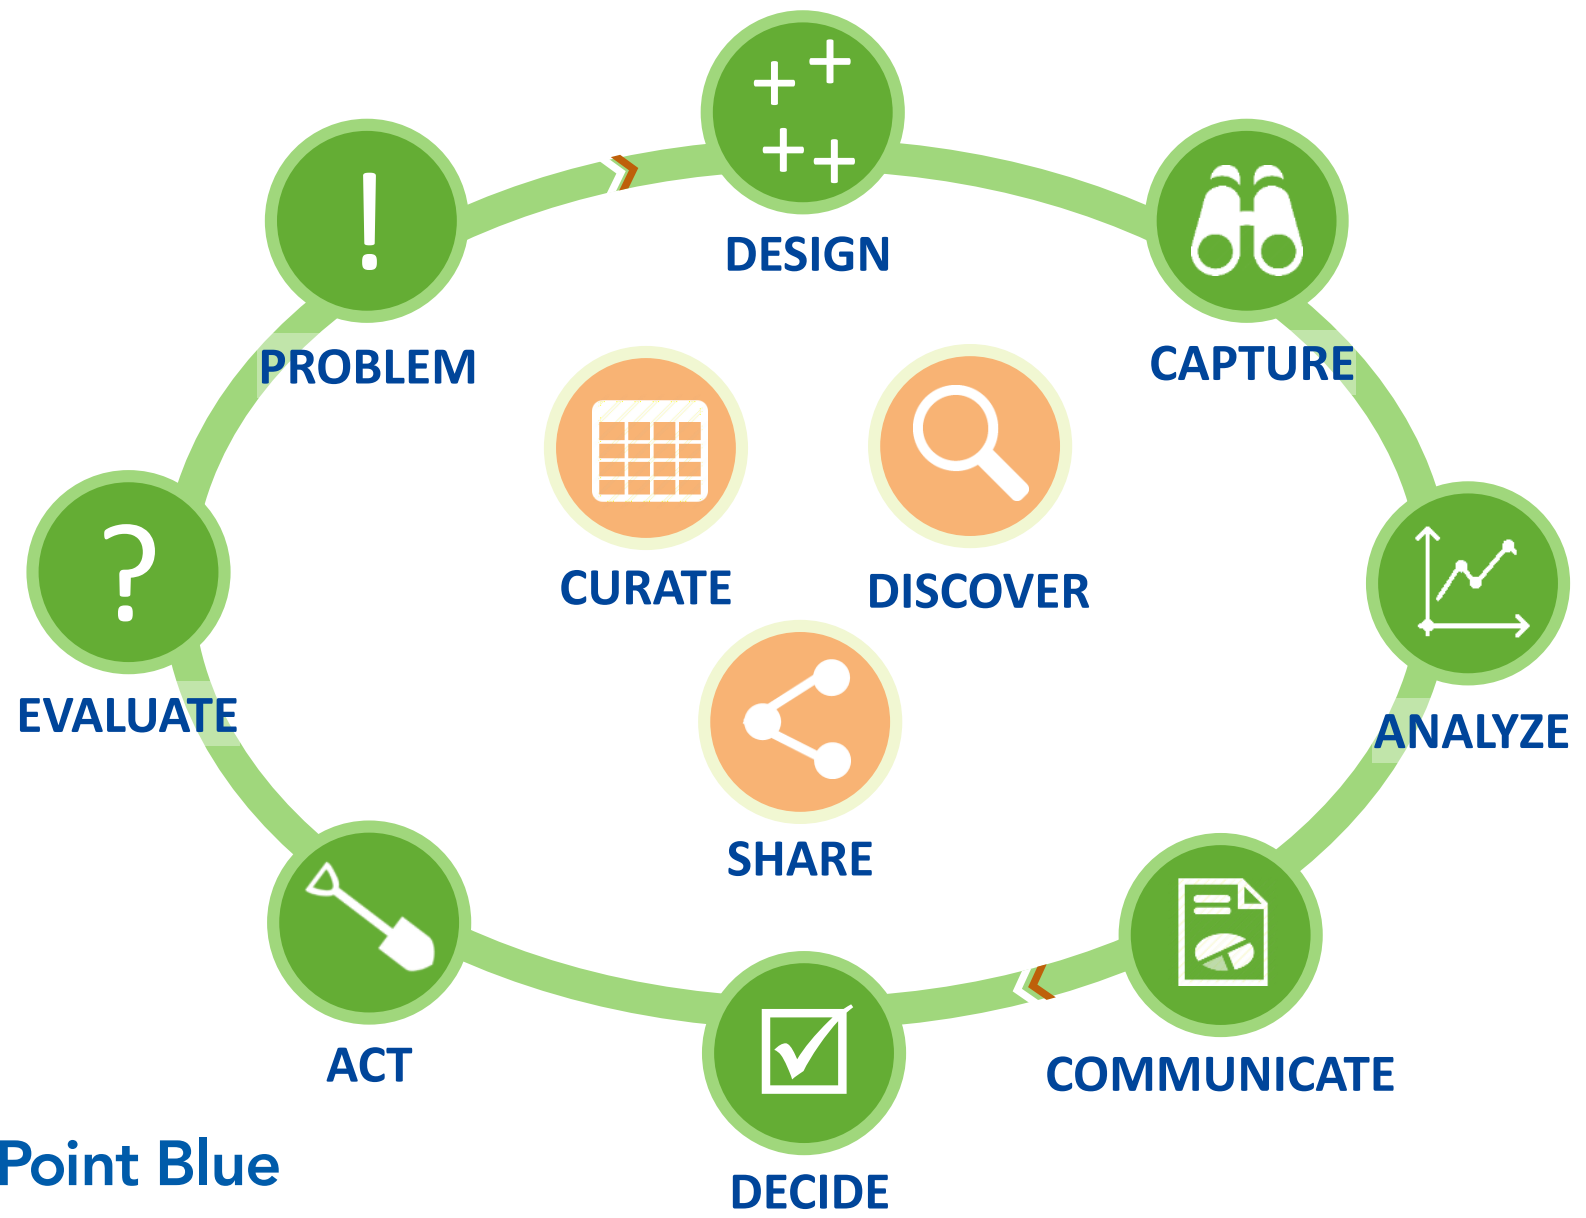 DESIGN
PROBLEM
CAPTURE
CURATE
DISCOVER
EVALUATE
ANALYZE
SHARE
ACT
COMMUNICATE
DECIDE
Point Blue